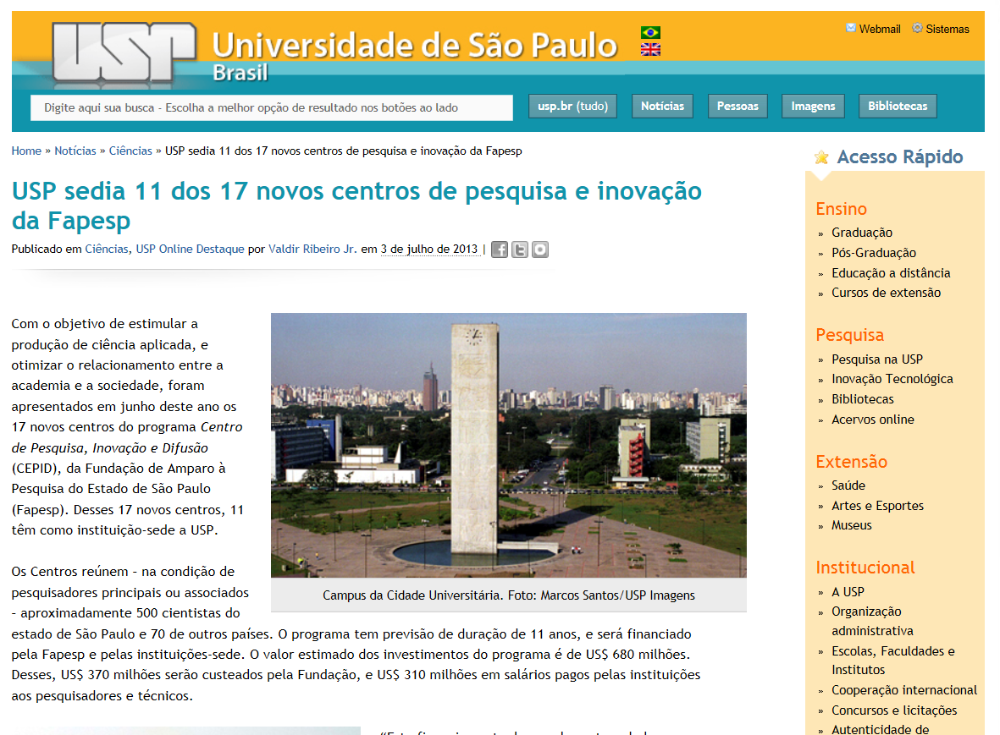 USP
Universidade de São Paulo
Brasil
Webmail
Sistemas
Digite aqui sua busca - Escolha a melhor opção de resultado nos botões ao lado
usp.br (tudo)
Notícias
Pessoas
Imagens
Bibliotecas
Home » Notícias » Ciências » USP sedia 11 dos 17 novos centros de pesquisa e inovação da Fapesp
USP sedia 11 dos 17 novos centros de pesquisa e inovação
da Fapesp
Publicado em Ciências, USP Online Destaque por Valdir Ribeiro Jr. em 3 de julho de 2013 |
Com o objetivo de estimular a
produção de ciência aplicada, e
otimizar o relacionamento entre a
academia e a sociedade, foram
apresentados em junho deste ano os
17 novos centros do programa Centro
de Pesquisa, Inovação e Difusão
(CEPID), da Fundação de Amparo à
Pesquisa do Estado de São Paulo
(Fapesp). Desses 17 novos centros, 11
têm como instituição-sede a USP.
Campus da Cidade Universitária. Foto: Marcos Santos/USP Imagens
Os Centros reúnem – na condição de
pesquisadores principais ou associados
– aproximadamente 500 cientistas do
estado de São Paulo e 70 de outros países. O programa tem previsão de duração de 11 anos, e será financiado
pela Fapesp e pelas instituições-sede. O valor estimado dos investimentos do programa é de US$ 680 milhões.
Desses, US$ 370 milhões serão custeados pela Fundação, e US$ 310 milhões em salários pagos pelas instituições
aos pesquisadores e técnicos.
Acesso Rápido
Ensino
» Graduação
» Pós-Graduação
» Educação a distância
» Cursos de extensão
Pesquisa
» Pesquisa na USP
» Inovação Tecnológica
» Bibliotecas
» Acervos online
Extensão
» Saúde
» Artes e Esportes
» Museus
Institucional
» A USP
» Organização
administrativa
» Escolas, Faculdades e
Institutos
» Cooperação internacional
» Concursos e licitações
» Autenticidade de